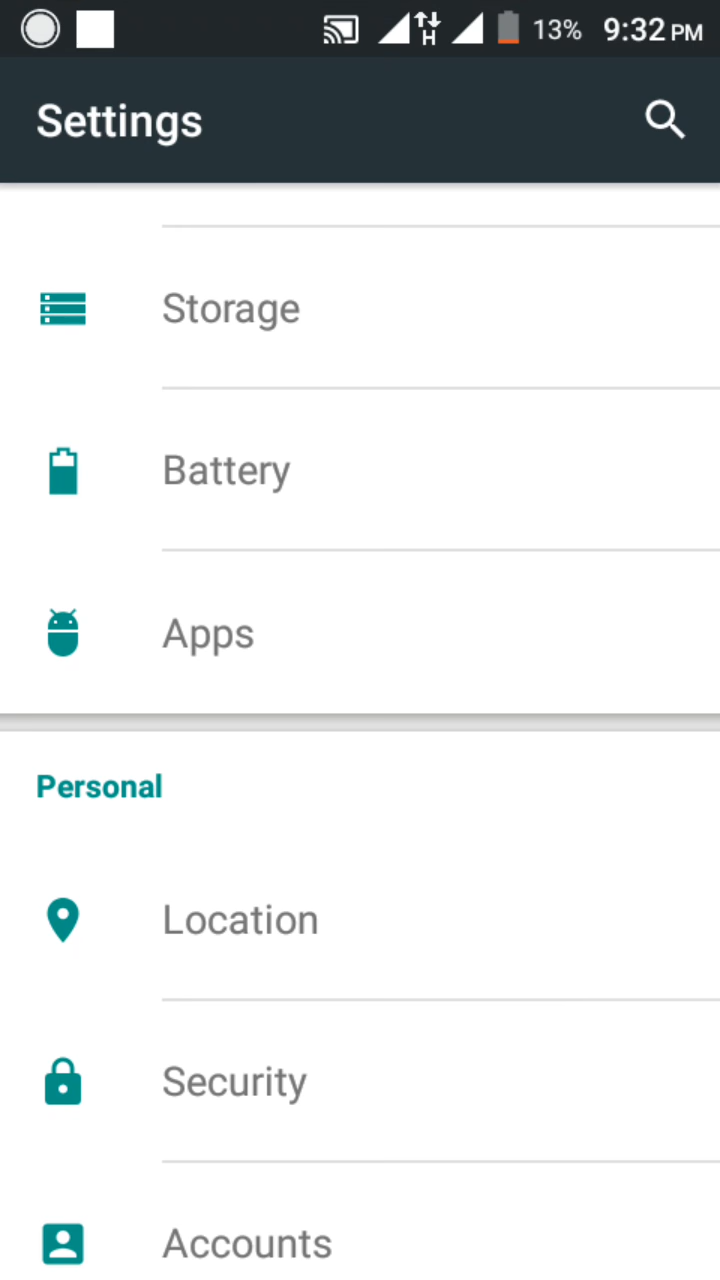 H 13% 9:32 PM
Settings
Storage
Battery
Apps
Personal
Location
Security
Accounts